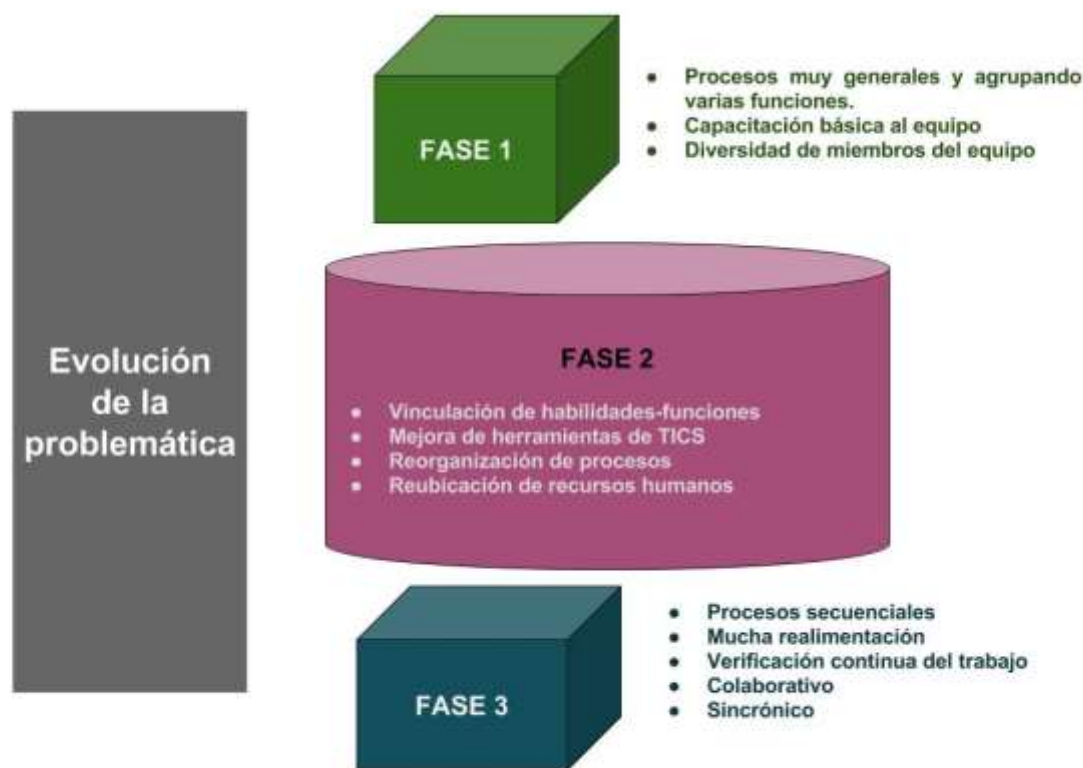 Evolución
de la
problemática
FASE 1
● Procesos muy generales y agrupando
varias funciones.
● Capacitación básica al equipo
● Diversidad de miembros del equipo
FASE 2
● Vinculación de habilidades-funciones
● Mejora de herramientas de TICS
● Reorganización de procesos
● Reubicación de recursos humanos
FASE 3
● Procesos secuenciales
● Mucha realimentación
● Verificación continua del trabajo
● Colaborativo
● Sincrónico